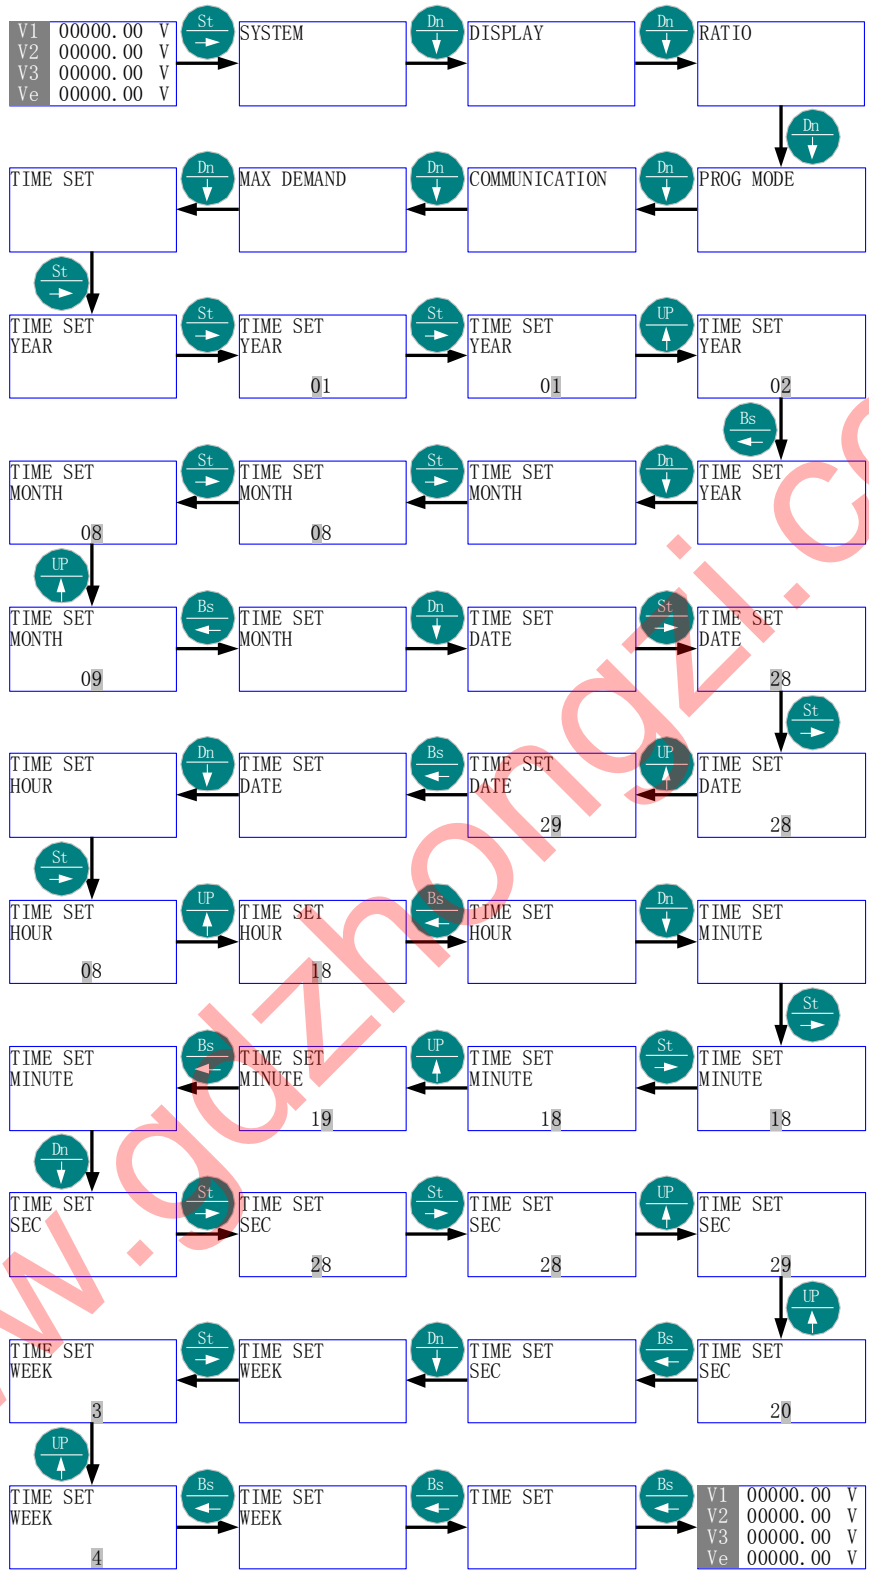 V1 00000.00 V
V2 00000.00 V
V3 00000.00 V
Ve 00000.00 V
St
SYSTEM
Dn
DISPLAY
Dn
RATIO
Dn
PROG MODE
Dn
COMMUNICATION
Dn
MAX DEMAND
Dn
TIME SET
St
TIME SET
YEAR
St
TIME SET
YEAR
01
St
TIME SET
YEAR
01
UP
TIME SET
YEAR
02
Bs
TIME SET
YEAR
Dn
TIME SET
MONTH
St
TIME SET
MONTH
08
St
TIME SET
MONTH
08
UP
TIME SET
MONTH
09
Bs
TIME SET
MONTH
Dn
TIME SET
DATE
St
TIME SET
DATE
28
St
TIME SET
DATE
28
UP
TIME SET
DATE
29
Bs
TIME SET
DATE
Dn
TIME SET
HOUR
St
TIME SET
HOUR
08
UP
TIME SET
HOUR
18
Bs
TIME SET
HOUR
Dn
TIME SET
MINUTE
St
TIME SET
MINUTE
18
St
TIME SET
MINUTE
18
UP
TIME SET
MINUTE
19
Bs
TIME SET
MINUTE
Dn
TIME SET
SEC
St
TIME SET
SEC
28
St
TIME SET
SEC
28
UP
TIME SET
SEC
29
UP
TIME SET
SEC
20
Bs
TIME SET
SEC
Dn
TIME SET
WEEK
St
TIME SET
WEEK
3
UP
TIME SET
WEEK
4
Bs
TIME SET
WEEK
Bs
TIME SET
Bs
V1 00000.00 V
V2 00000.00 V
V3 00000.00 V
Ve 00000.00 V
w.gdzhongzi.co